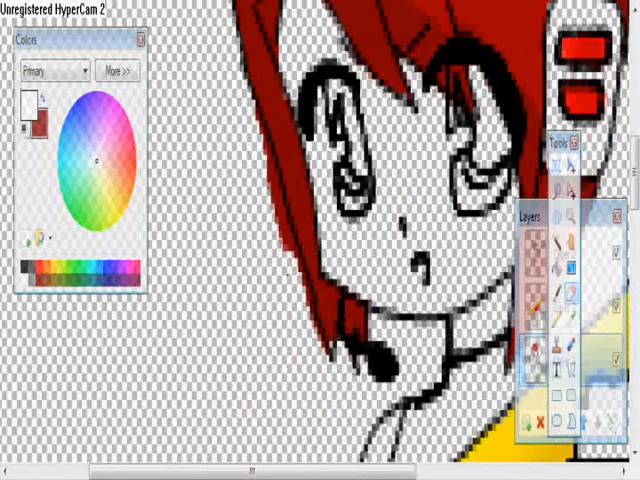 Unregistered HyperCam 2
Colors
Primary
More >>
Tools
Layers